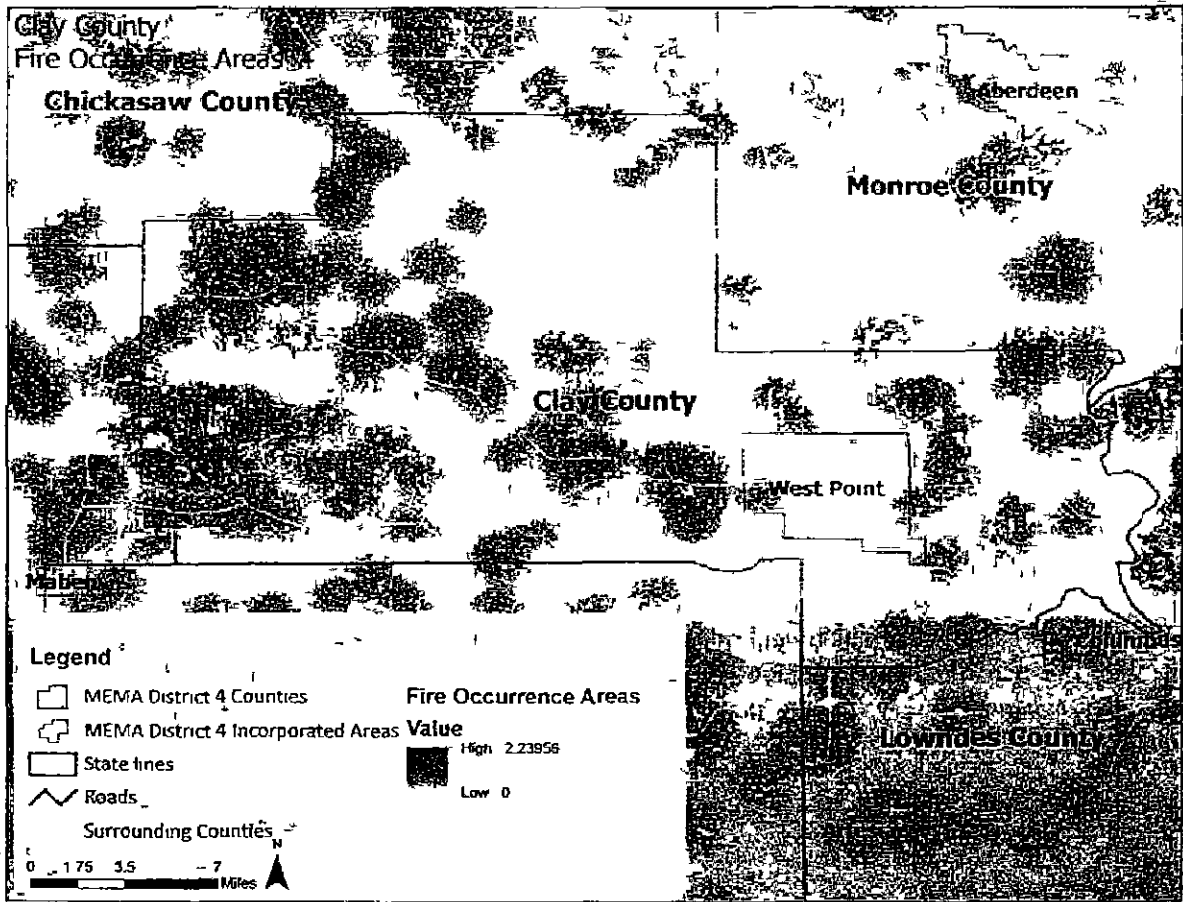 Clay County
Fire Occurrence Areas
Chickasaw County
Aberdeen
Monroe County
Clay County
West Point
Maben
Lowndes County
Legend
MEMA District 4 Counties
MEMA District 4 Incorporated Areas
State lines
Roads
Surrounding Counties
Fire Occurrence Areas
Value
High 2.23956
Low 0
N
0 1 75 3.5 7
Miles